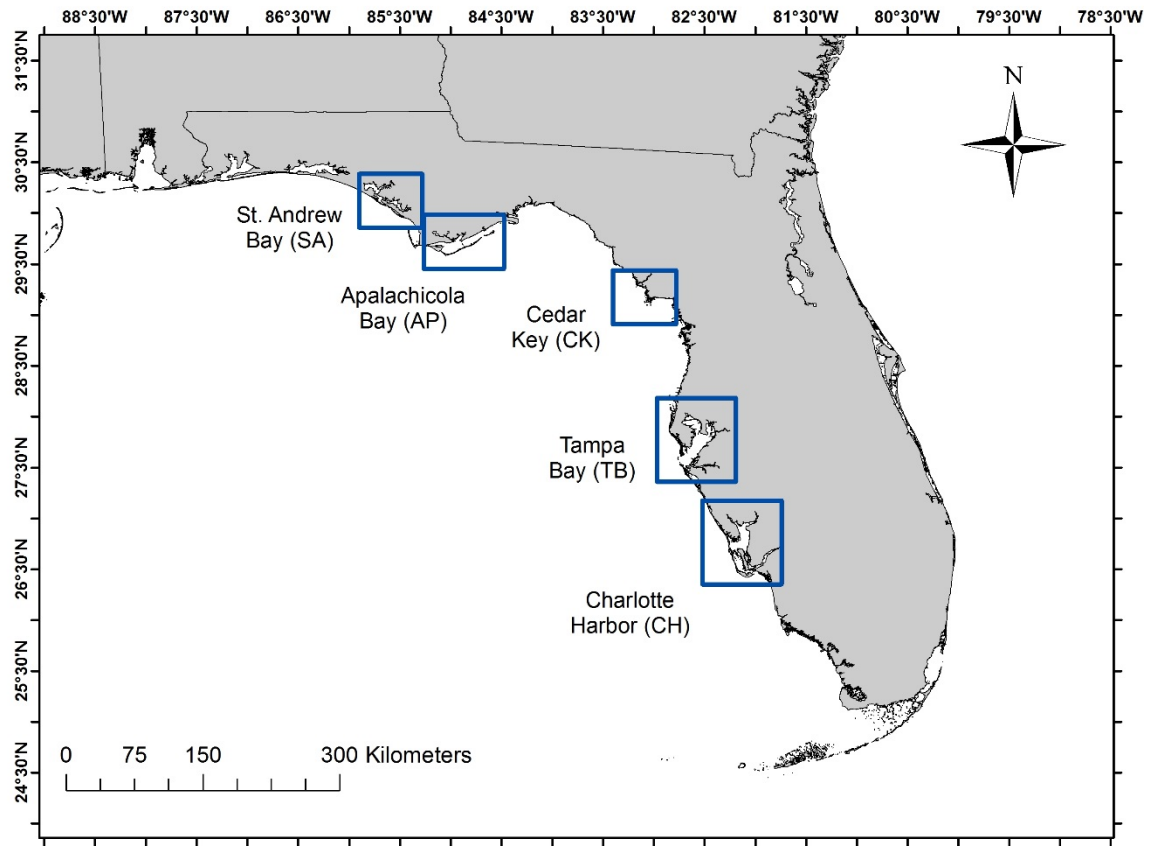 88°30'W 87°30'W 86°30'W 85°30'W 84°30'W 83°30'W 82°30'W 81°30'W 80°30'W 79°30'W 78°30'W
31°30'N
30°30'N
29°30'N
28°30'N
27°30'N
26°30'N
25°30'N
24°30'N
N
St. Andrew
Bay (SA)
Apalachicola
Bay (AP)
Cedar
Key (CK)
Tampa
Bay (TB)
Charlotte
Harbor (CH)
0 75 150 300 Kilometers